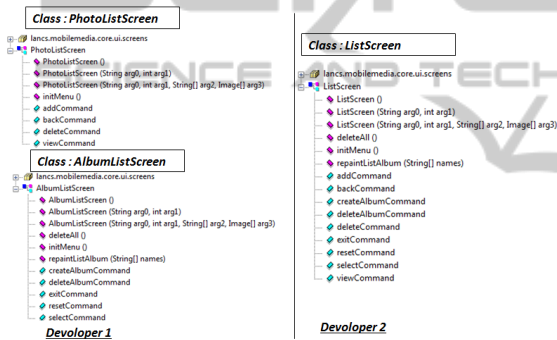 Class : PhotoListScreen
lancs.mobilemedia.core.ui.screens
PhotoListScreen
PhotoListScreen ()
PhotoListScreen (String arg0, int arg1)
PhotoListScreen (String arg0, int arg1, String[] arg2, Image[] arg3)
initMenu ()
addCommand
backCommand
deleteCommand
viewCommand
Class : AlbumListScreen
lancs.mobilemedia.core.ui.screens
AlbumListScreen
AlbumListScreen ()
AlbumListScreen (String arg0, int arg1)
AlbumListScreen (String arg0, int arg1, String[] arg2, Image[] arg3)
deleteAll ()
initMenu ()
repaintListAlbum (String[] names)
createAlbumCommand
deleteAlbumCommand
exitCommand
resetCommand
selectCommand
Devoloper 1
Class : ListScreen
lancs.mobilemedia.core.ui.screens
ListScreen
ListScreen ()
ListScreen (String arg0, int arg1)
ListScreen (String arg0, int arg1, String[] arg2, Image[] arg3)
deleteAll ()
initMenu ()
repaintListAlbum (String[] names)
addCommand
backCommand
createAlbumCommand
deleteAlbumCommand
deleteCommand
exitCommand
resetCommand
selectCommand
viewCommand
Devoloper 2
SCIENCE AND TECH